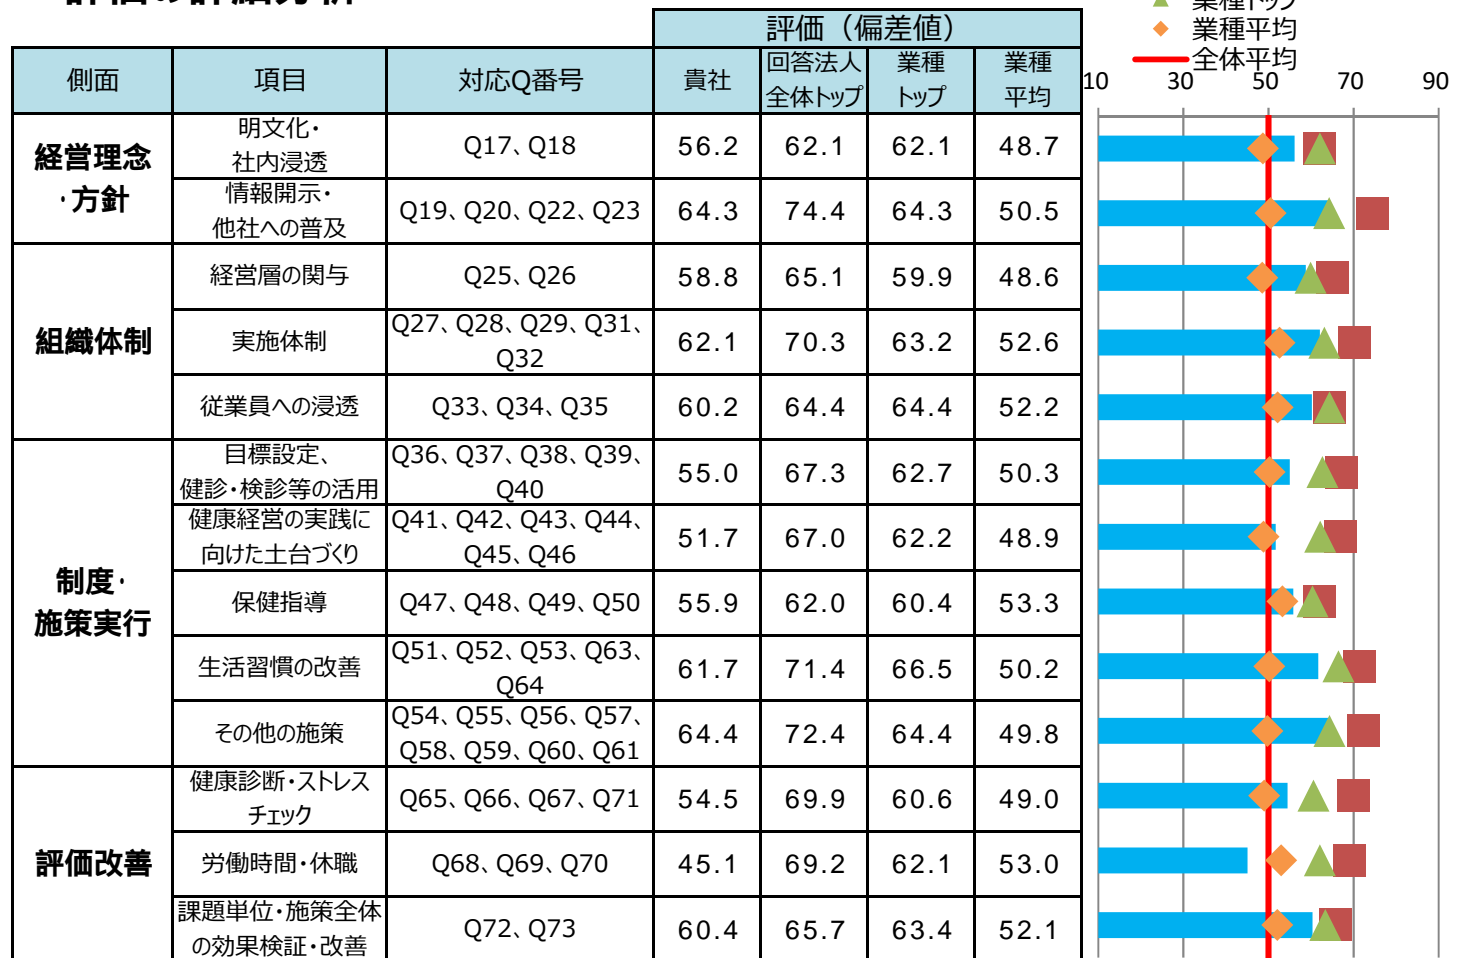 評価の詳細分析
業種トップ
業種平均
全体平均
評価（偏差値）
側面 項目 対応Q番号 貴社 回答法人 業種 業種
全体トップ トップ 平均
10 30 50 70 90
経営理念
・方針
明文化・
社内浸透
Q17、Q18 56.2 62.1 62.1 48.7
情報開示・
他社への普及
Q19、Q20、Q22、Q23 64.3 74.4 64.3 50.5
組織体制
経営層の関与 Q25、Q26 58.8 65.1 59.9 48.6
実施体制
Q27、Q28、Q29、Q31、
Q32
62.1 70.3 63.2 52.6
従業員への浸透 Q33、Q34、Q35 60.2 64.4 64.4 52.2
制度・
施策実行
目標設定、
健診・検診等の活用
Q36、Q37、Q38、Q39、
Q40
55.0 67.3 62.7 50.3
健康経営の実践に
向けた土台づくり
Q41、Q42、Q43、Q44、
Q45、Q46
51.7 67.0 62.2 48.9
保健指導 Q47、Q48、Q49、Q50 55.9 62.0 60.4 53.3
生活習慣の改善
Q51、Q52、Q53、Q63、
Q64
61.7 71.4 66.5 50.2
その他の施策
Q54、Q55、Q56、Q57、
Q58、Q59、Q60、Q61
64.4 72.4 64.4 49.8
評価改善
健康診断・ストレス
チェック
Q65、Q66、Q67、Q71 54.5 69.9 60.6 49.0
労働時間・休職 Q68、Q69、Q70 45.1 69.2 62.1 53.0
課題単位・施策全体
の効果検証・改善
Q72、Q73 60.4 65.7 63.4 52.1